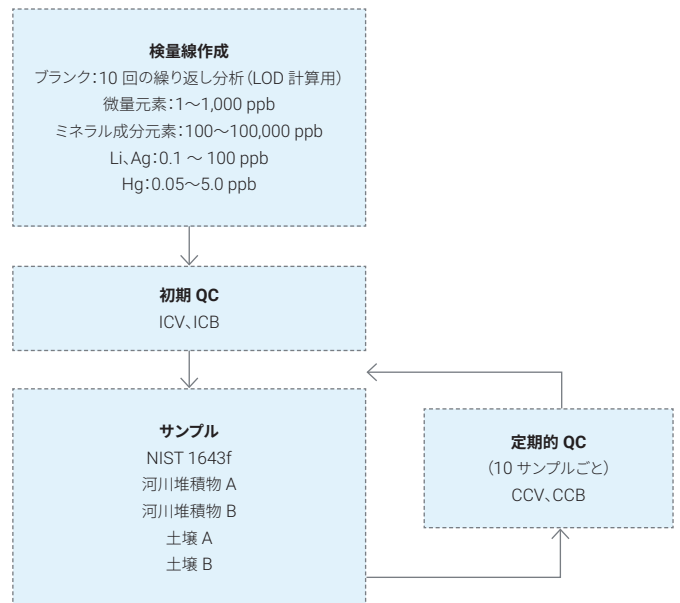 検量線作成
ブランク：10 回の繰り返し分析（LOD 計算用）
微量元素：1～1,000 ppb
ミネラル成分元素：100～100,000 ppb
Li、Ag：0.1 ～ 100 ppb
Hg：0.05～5.0 ppb
初期 QC
ICV、ICB
サンプル
NIST 1643f
河川堆積物 A
河川堆積物 B
土壌 A
土壌 B
定期的 QC
（10 サンプルごと）
CCV、CCB